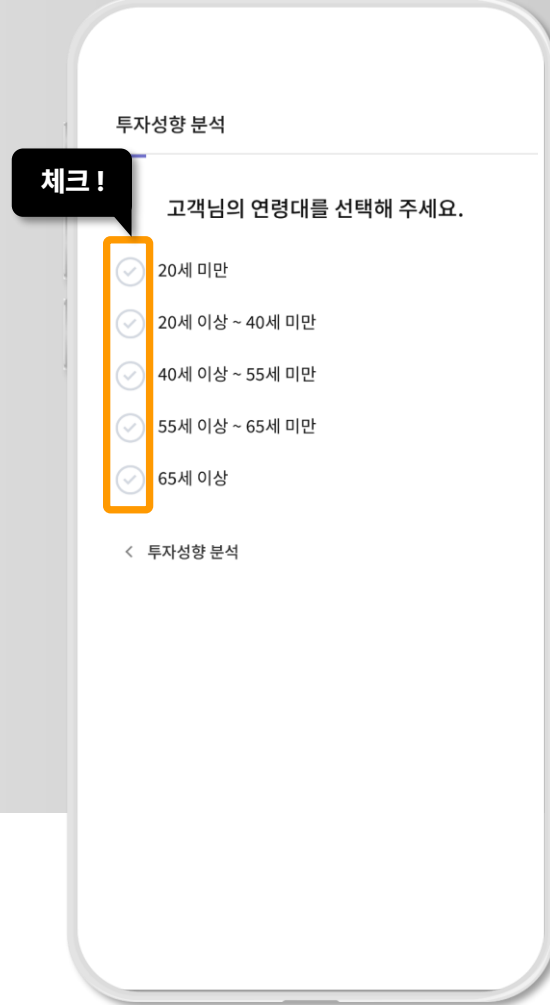 투자성향 분석
체크 !
고객님의 연령대를 선택해 주세요.
20세 미만
20세 이상 ~ 40세 미만
40세 이상 ~ 55세 미만
55세 이상 ~ 65세 미만
65세 이상
< 투자성향 분석